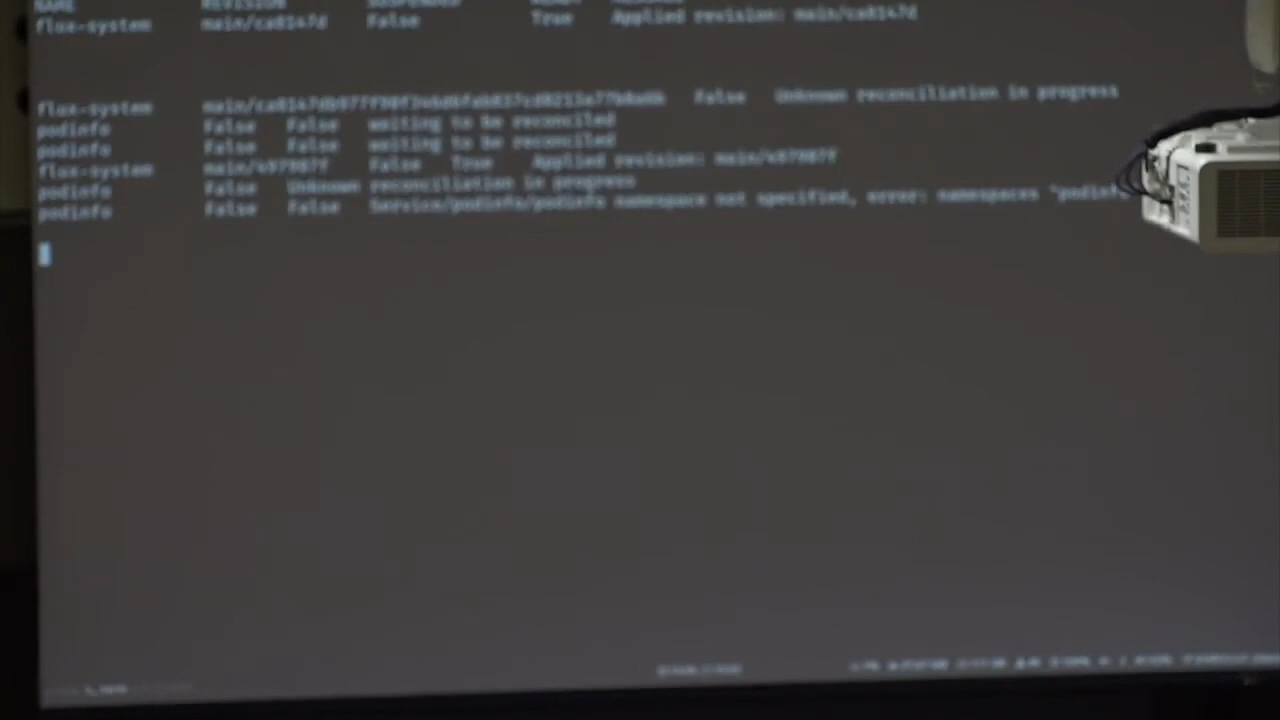 NAME REVISION SUSPENDED READY MESSAGE
flux-system main/ca8147d False True Applied revision: main/ca8147d
flux-system False Unknown reconciliation in progress
podinfo False False waiting to be reconciled
podinfo False False waiting to be reconciled
flux-system main/497987f False True Applied revision: main/497987f
podinfo False Unknown reconciliation in progress
podinfo False False Service/podinfo/podinfo namespace not specified, error: namespaces "podinf